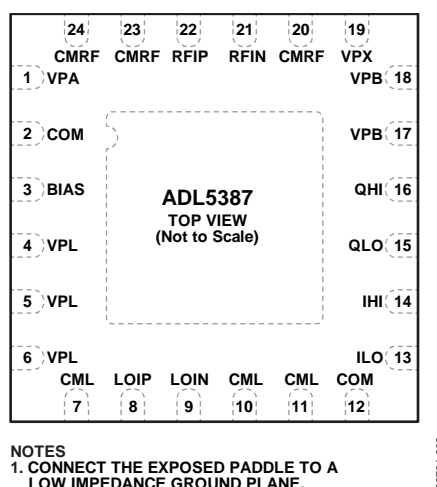 24 23 22 21 20 19
CMRF CMRF RFIP RFIN CMRF VPX
1 VPA VPB 18
2 COM VPB 17
3 BIAS QHI 16
ADL5387
TOP VIEW
(Not to Scale)
4 VPL QLO 15
5 VPL IHI 14
6 VPL ILO 13
CML LOIP LOIN CML CML COM
7 8 9 10 11 12
NOTES
1. CONNECT THE EXPOSED PADDLE TO A
LOW IMPEDANCE GROUND PLANE.